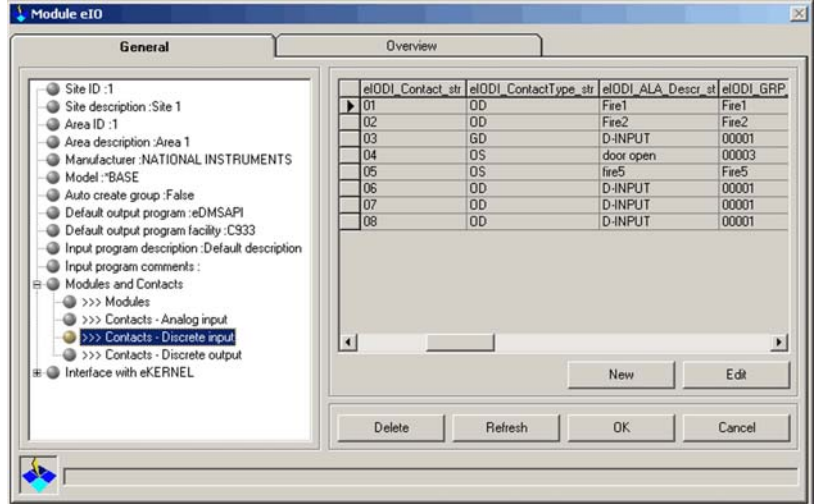 Module eIO
General Overview
Site ID :1
Site description :Site 1
Area ID :1
Area description :Area 1
Manufacturer :NATIONAL INSTRUMENTS
Model :*BASE
Auto create group :False
Default output program :eDMSAPI
Default output program facility :C933
Input program description :Default description
Input program comments :
Modules and Contacts
>>> Modules
>>> Contacts - Analog input
>>> Contacts - Discrete input
>>> Contacts - Discrete output
Interface with eKERNEL
eIODI_Contact_str eIODI_ContactType_str eIODI_ALA_Descr_st eIODI_GRP_
01 OD Fire1 Fire1
02 OD Fire2 Fire2
03 GD D-INPUT 00001
04 OS door open 00003
05 OS fire5 Fire5
06 OD D-INPUT 00001
07 OD D-INPUT 00001
08 OD D-INPUT 00001
New Edit
Delete Refresh OK Cancel